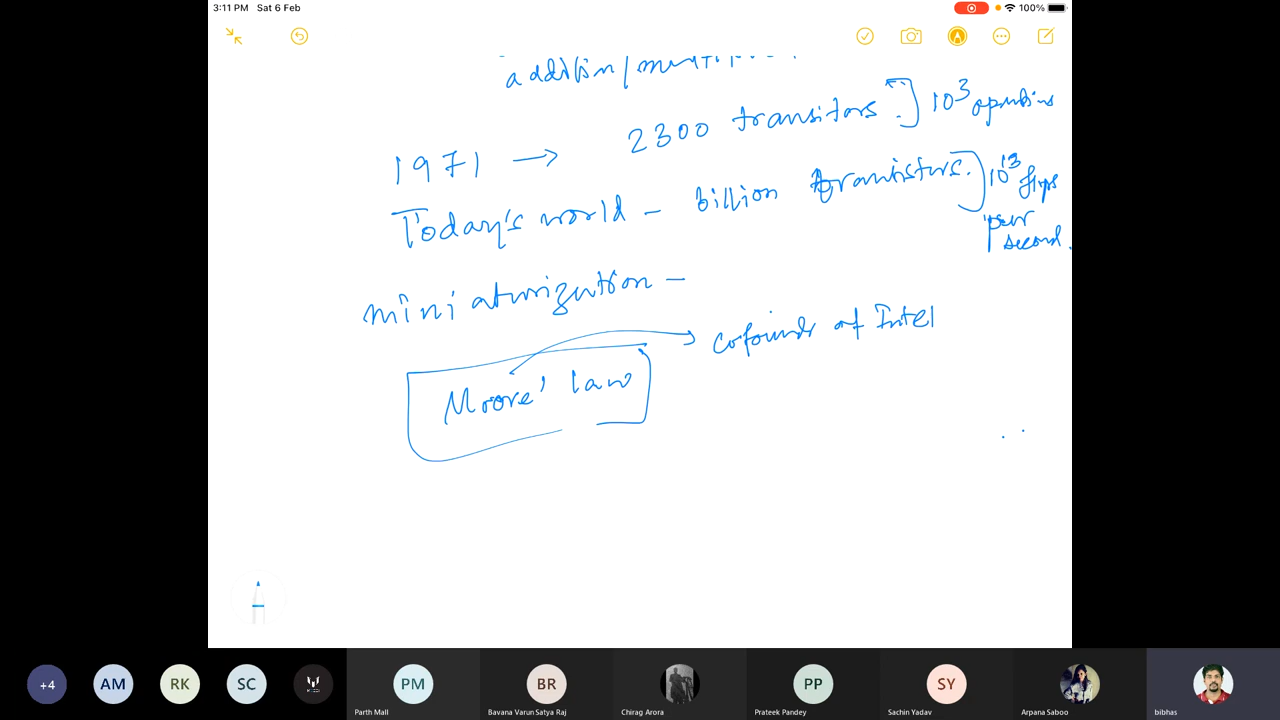 3:11 PM Sat 6 Feb
100%
addition/
1971 → 2300 transitors. ] 10³ operations
Today's world - billion transistors. ] 10¹³ flops
per
second.
miniaturization -
Moore' law → cofounder of Intel
+4
AM
RK
SC
PM
Parth Mall
BR
Bavana Varun Satya Raj
Chirag Arora
PP
Prateek Pandey
SY
Sachin Yadav
Arpana Saboo
bibhas